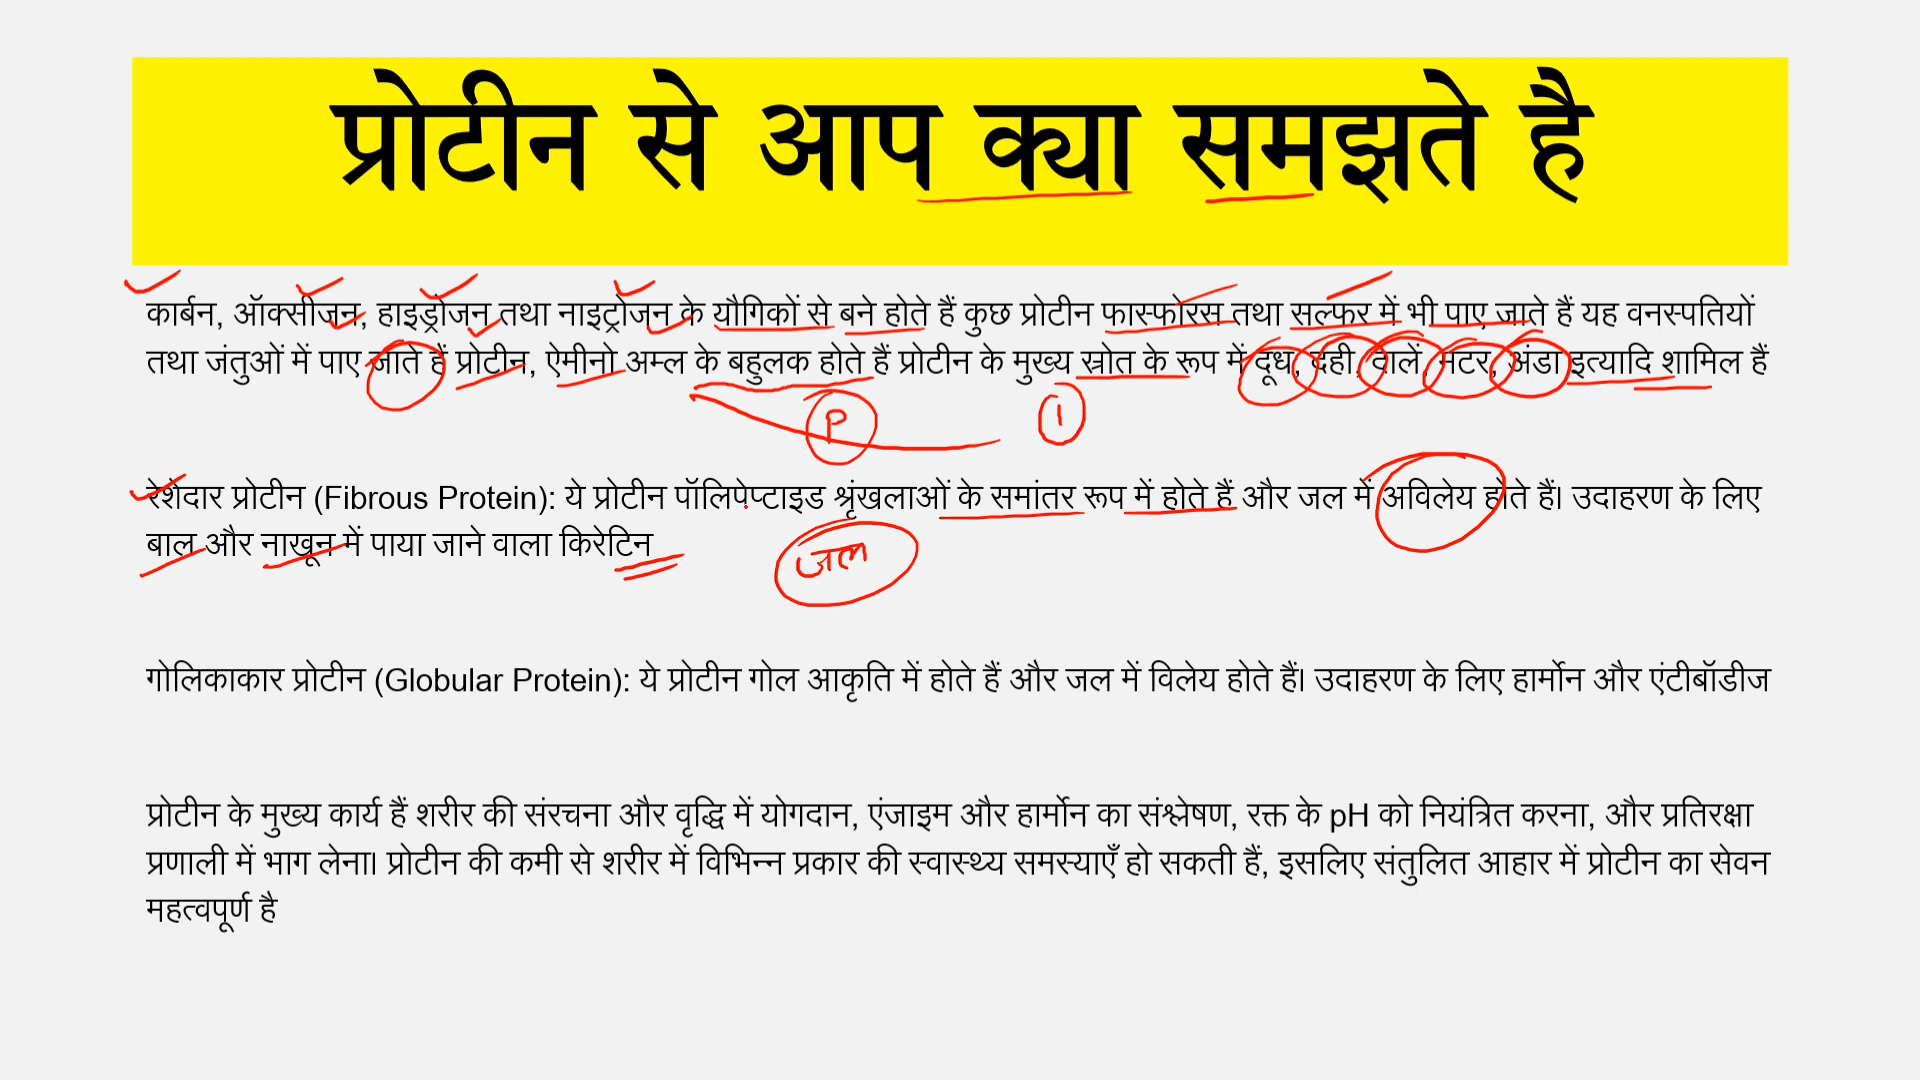 प्रोटीन से आप क्या समझते है
कार्बन, ऑक्सीजन, हाइड्रोजन तथा नाइट्रोजन के यौगिकों से बने होते हैं कुछ प्रोटीन फास्फोरस तथा सल्फर में भी पाए जाते हैं यह वनस्पतियों
तथा जंतुओं में पाए जाते हैं प्रोटीन, ऐमीनो अम्ल के बहुलक होते हैं प्रोटीन के मुख्य स्रोत के रूप में दूध, दही, दालें, मटर, अंडा इत्यादि शामिल हैं
P 1
रेशेदार प्रोटीन (Fibrous Protein): ये प्रोटीन पॉलिपेप्टाइड श्रृंखलाओं के समांतर रूप में होते हैं और जल में अविलेय होते हैं। उदाहरण के लिए
बाल और नाखून में पाया जाने वाला किरेटिन
जल
गोलिकाकार प्रोटीन (Globular Protein): ये प्रोटीन गोल आकृति में होते हैं और जल में विलेय होते हैं। उदाहरण के लिए हार्मोन और एंटीबॉडीज
प्रोटीन के मुख्य कार्य हैं शरीर की संरचना और वृद्धि में योगदान, एंजाइम और हार्मोन का संश्लेषण, रक्त के pH को नियंत्रित करना, और प्रतिरक्षा
प्रणाली में भाग लेना। प्रोटीन की कमी से शरीर में विभिन्न प्रकार की स्वास्थ्य समस्याएँ हो सकती हैं, इसलिए संतुलित आहार में प्रोटीन का सेवन
महत्वपूर्ण है